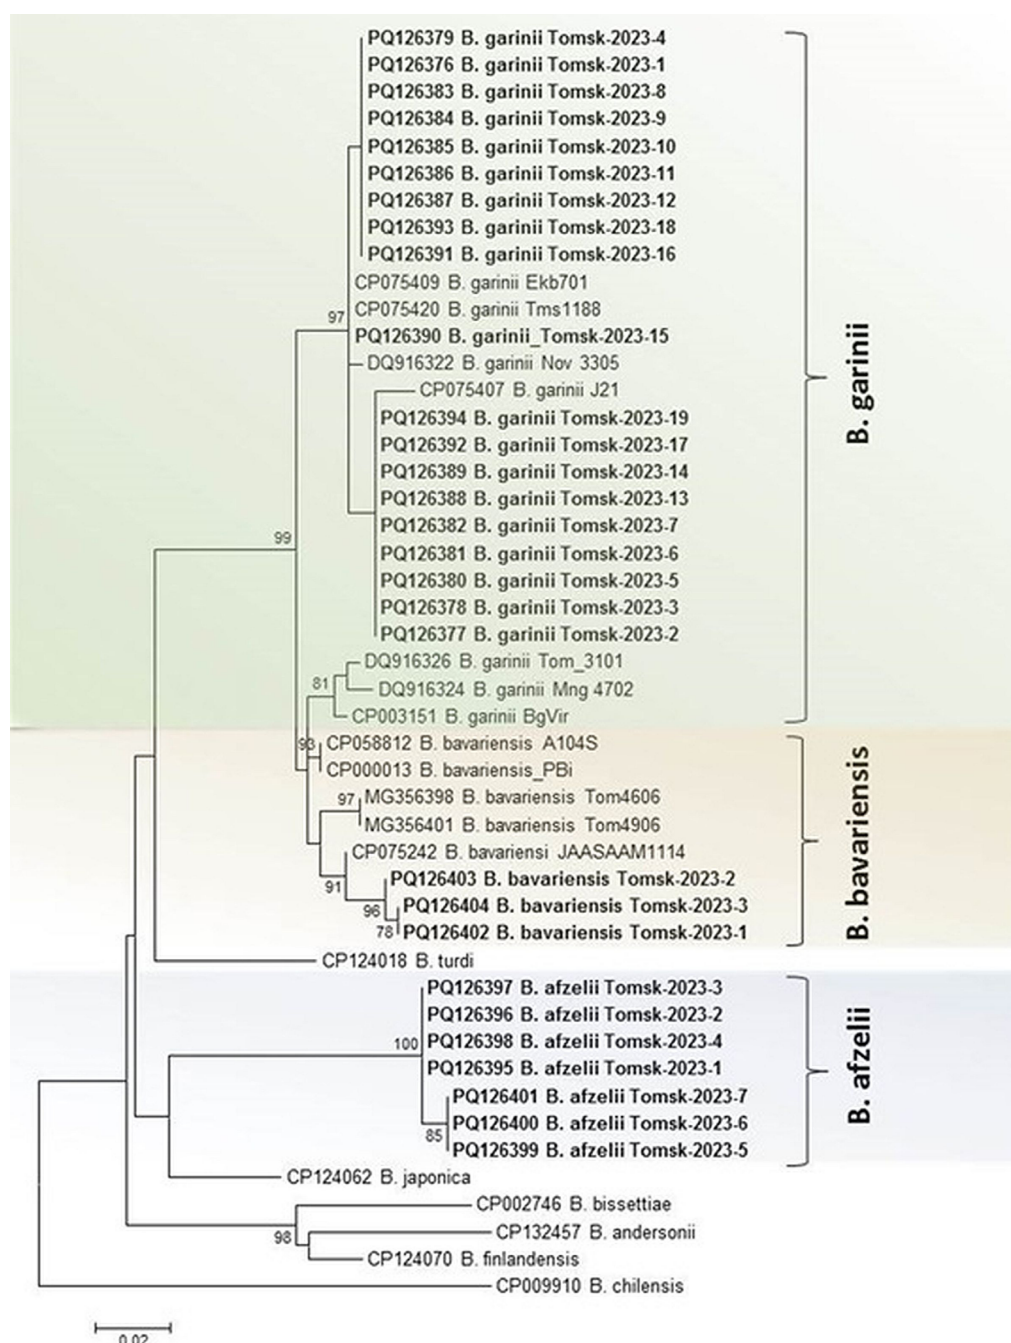 PQ126379 B. garinii Tomsk-2023-4
PQ126376 B. garinii Tomsk-2023-1
PQ126383 B. garinii Tomsk-2023-8
PQ126384 B. garinii Tomsk-2023-9
PQ126385 B. garinii Tomsk-2023-10
PQ126386 B. garinii Tomsk-2023-11
PQ126387 B. garinii Tomsk-2023-12
PQ126393 B. garinii Tomsk-2023-18
PQ126391 B. garinii Tomsk-2023-16
CP075409 B. garinii Ekb701
CP075420 B. garinii Tms1188
97
PQ126390 B. garinii_Tomsk-2023-15
DQ916322 B. garinii Nov 3305
CP075407 B. garinii J21
B. garinii
PQ126394 B. garinii Tomsk-2023-19
PQ126392 B. garinii Tomsk-2023-17
PQ126389 B. garinii Tomsk-2023-14
PQ126388 B. garinii Tomsk-2023-13
PQ126382 B. garinii Tomsk-2023-7
99
PQ126381 B. garinii Tomsk-2023-6
PQ126380 B. garinii Tomsk-2023-5
PQ126378 B. garinii Tomsk-2023-3
PQ126377 B. garinii Tomsk-2023-2
DQ916326 B. garinii Tom_3101
81
DQ916324 B. garinii Mng 4702
CP003151 B. garinii BgVir
93
CP058812 B. bavariensis A104S
CP000013 B. bavariensis_PBi
97
MG356398 B. bavariensis Tom4606
MG356401 B. bavariensis Tom4906
B. bavariensis
CP075242 B. bavariensi JAASAAM1114
91
PQ126403 B. bavariensis Tomsk-2023-2
96
PQ126404 B. bavariensis Tomsk-2023-3
78
PQ126402 B. bavariensis Tomsk-2023-1
CP124018 B. turdi
PQ126397 B. afzelii Tomsk-2023-3
PQ126396 B. afzelii Tomsk-2023-2
100
PQ126398 B. afzelii Tomsk-2023-4
PQ126395 B. afzelii Tomsk-2023-1
B. afzelii
PQ126401 B. afzelii Tomsk-2023-7
PQ126400 B. afzelii Tomsk-2023-6
85
PQ126399 B. afzelii Tomsk-2023-5
CP124062 B. japonica
CP002746 B. bissettiae
98
CP132457 B. andersonii
CP124070 B. finlandensis
CP009910 B. chilensis
0.02